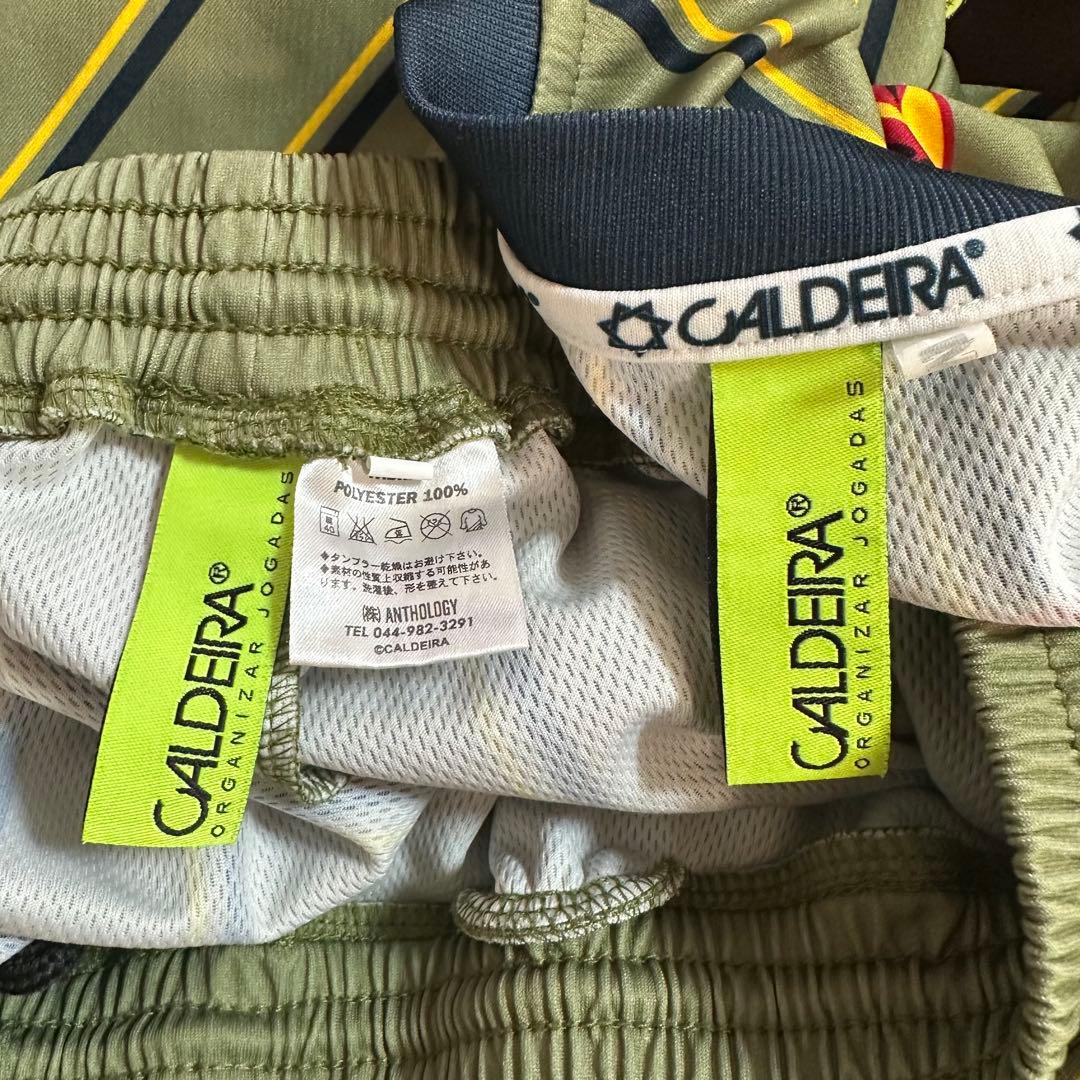 CALDEIRA®
POLYESTER 100%
◆タンブラー乾燥はお避け下さい。
◆素材の性質上収縮する可能性があ
ります。洗濯後、形を整えて下さい。
(株) ANTHOLOGY
TEL 044-982-3291
©CALDEIRA
CALDEIRA®
ORGANIZAR JOGADAS
CALDEIRA®
ORGANIZAR JOGADAS